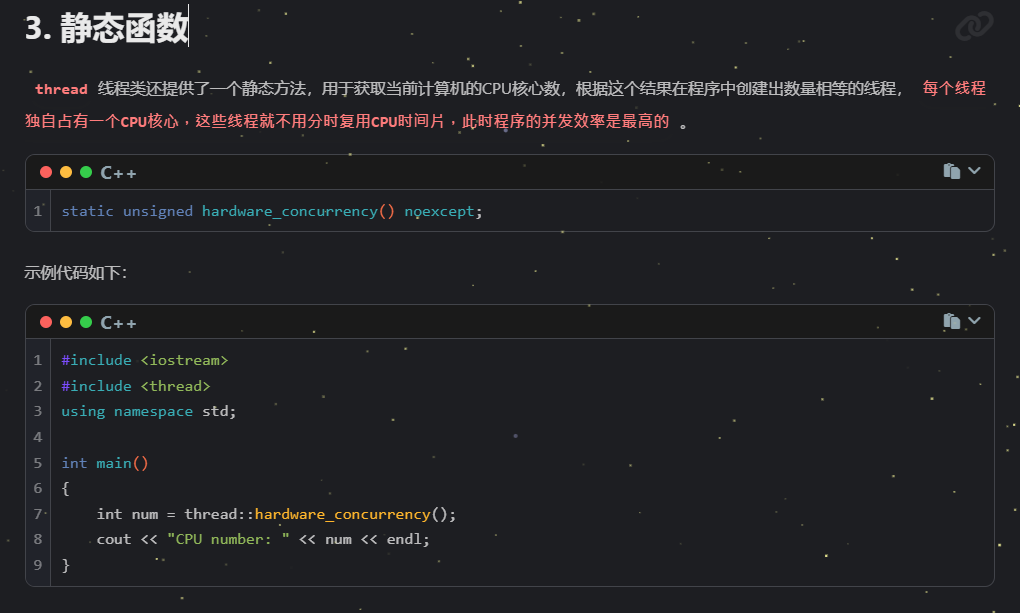 3. 静态函数
thread 线程类还提供了一个静态方法，用于获取当前计算机的CPU核心数，根据这个结果在程序中创建出数量相等的线程， 每个线程
独自占有一个CPU核心，这些线程就不用分时复用CPU时间片，此时程序的并发效率是最高的 。
C++
1 static unsigned hardware_concurrency() noexcept;
示例代码如下：
C++
1 #include <iostream>
2 #include <thread>
3 using namespace std;
4
5 int main()
6 {
7     int num = thread::hardware_concurrency();
8     cout << "CPU number: " << num << endl;
9 }